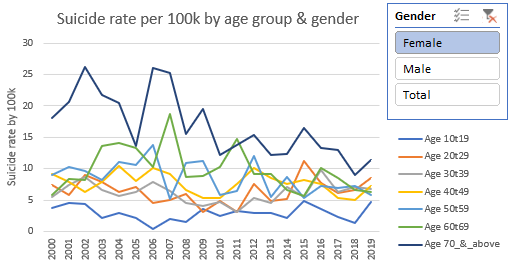 Suicide rate per 100k by age group & gender
Suicide rate by 100k
30
25
20
15
10
5
0
2000
2001
2002
2003
2004
2005
2006
2007
2008
2009
2010
2011
2012
2013
2014
2015
2016
2017
2018
2019
Gender
Female
Male
Total
Age 10t19
Age 20t29
Age 30t39
Age 40t49
Age 50t59
Age 60t69
Age 70_&_above